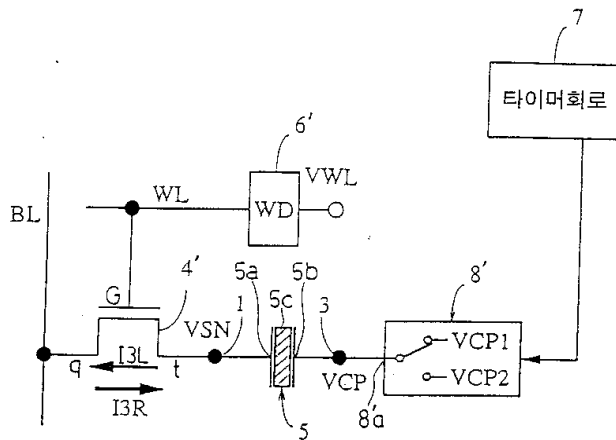 7
타이머회로
6'
VWL
WL
WD
BL
4'
5a
5b
8'
G
VSN
1
5c
3
VCP1
I3L
q
t
VCP
VCP2
I3R
5
8'a